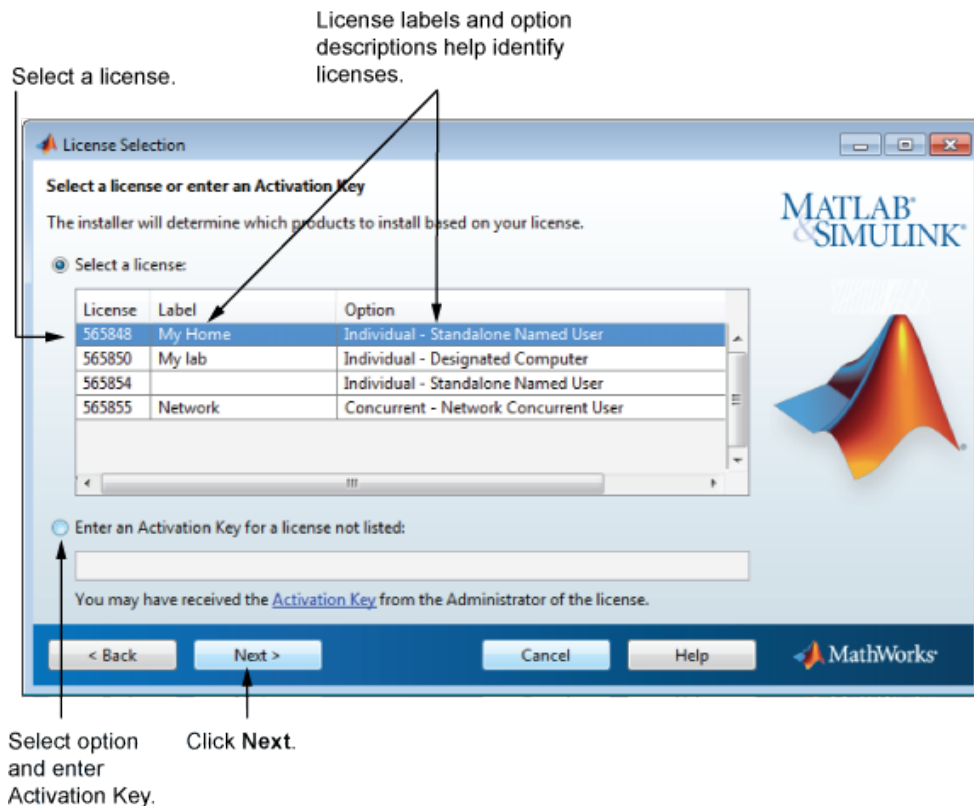 License labels and option
descriptions help identify
licenses.
Select a license.
License Selection
Select a license or enter an Activation Key
The installer will determine which products to install based on your license.
MATLAB®
&SIMULINK®
Select a license:
License Label Option
565848 My Home Individual - Standalone Named User
565850 My lab Individual - Designated Computer
565854 Individual - Standalone Named User
565855 Network Concurrent - Network Concurrent User
Enter an Activation Key for a license not listed:
You may have received the Activation Key from the Administrator of the license.
< Back Next > Cancel Help MathWorks®
Select option
and enter
Activation Key.
Click Next.